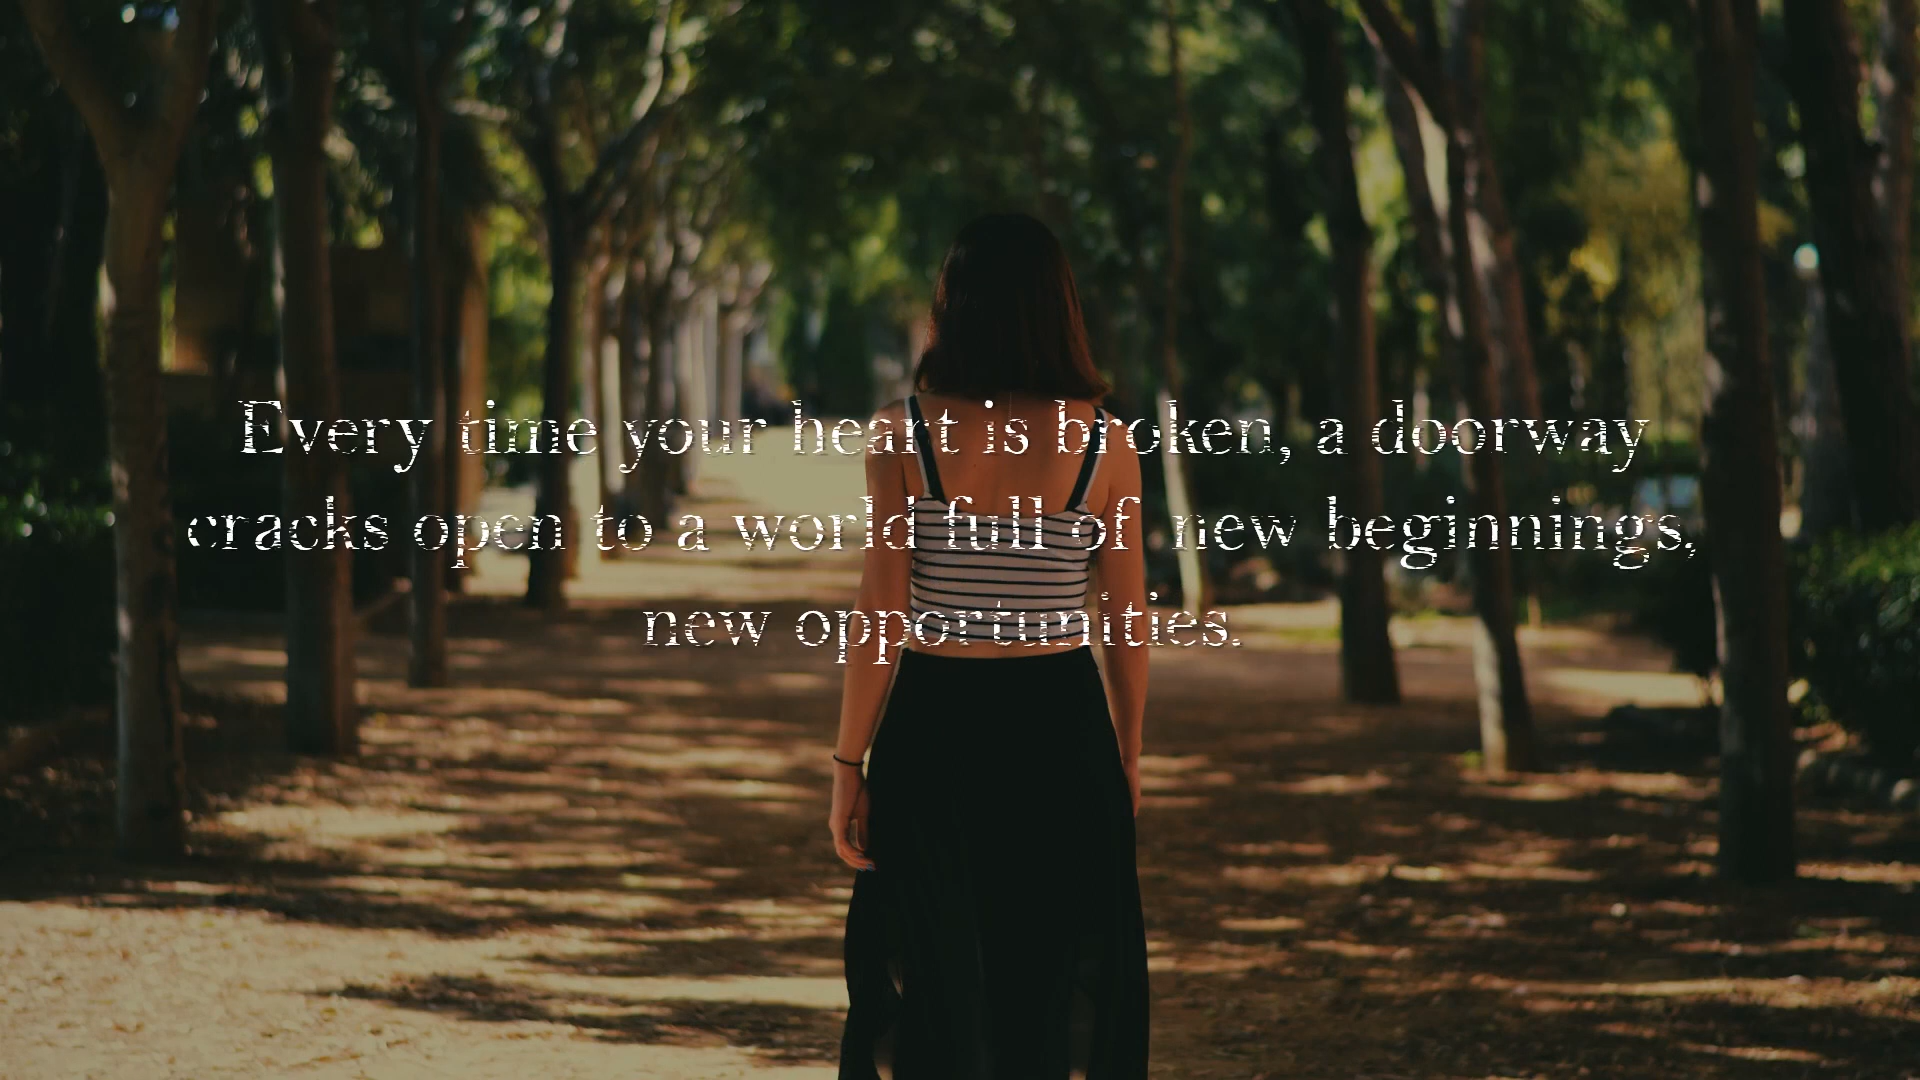 Every time your heart is broken, a doorway
cracks open to a world full of new beginnings,
new opportunities.